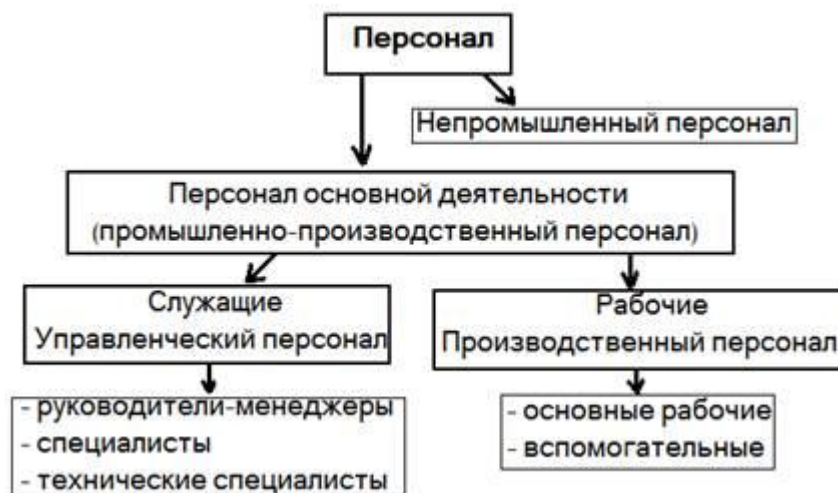 Персонал
Непромышленный персонал
Персонал основной деятельности
(промышленно-производственный персонал)
Служащие
Управленческий персонал
Рабочие
Производственный персонал
- руководители-менеджеры
- специалисты
- технические специалисты
- основные рабочие
- вспомогательные